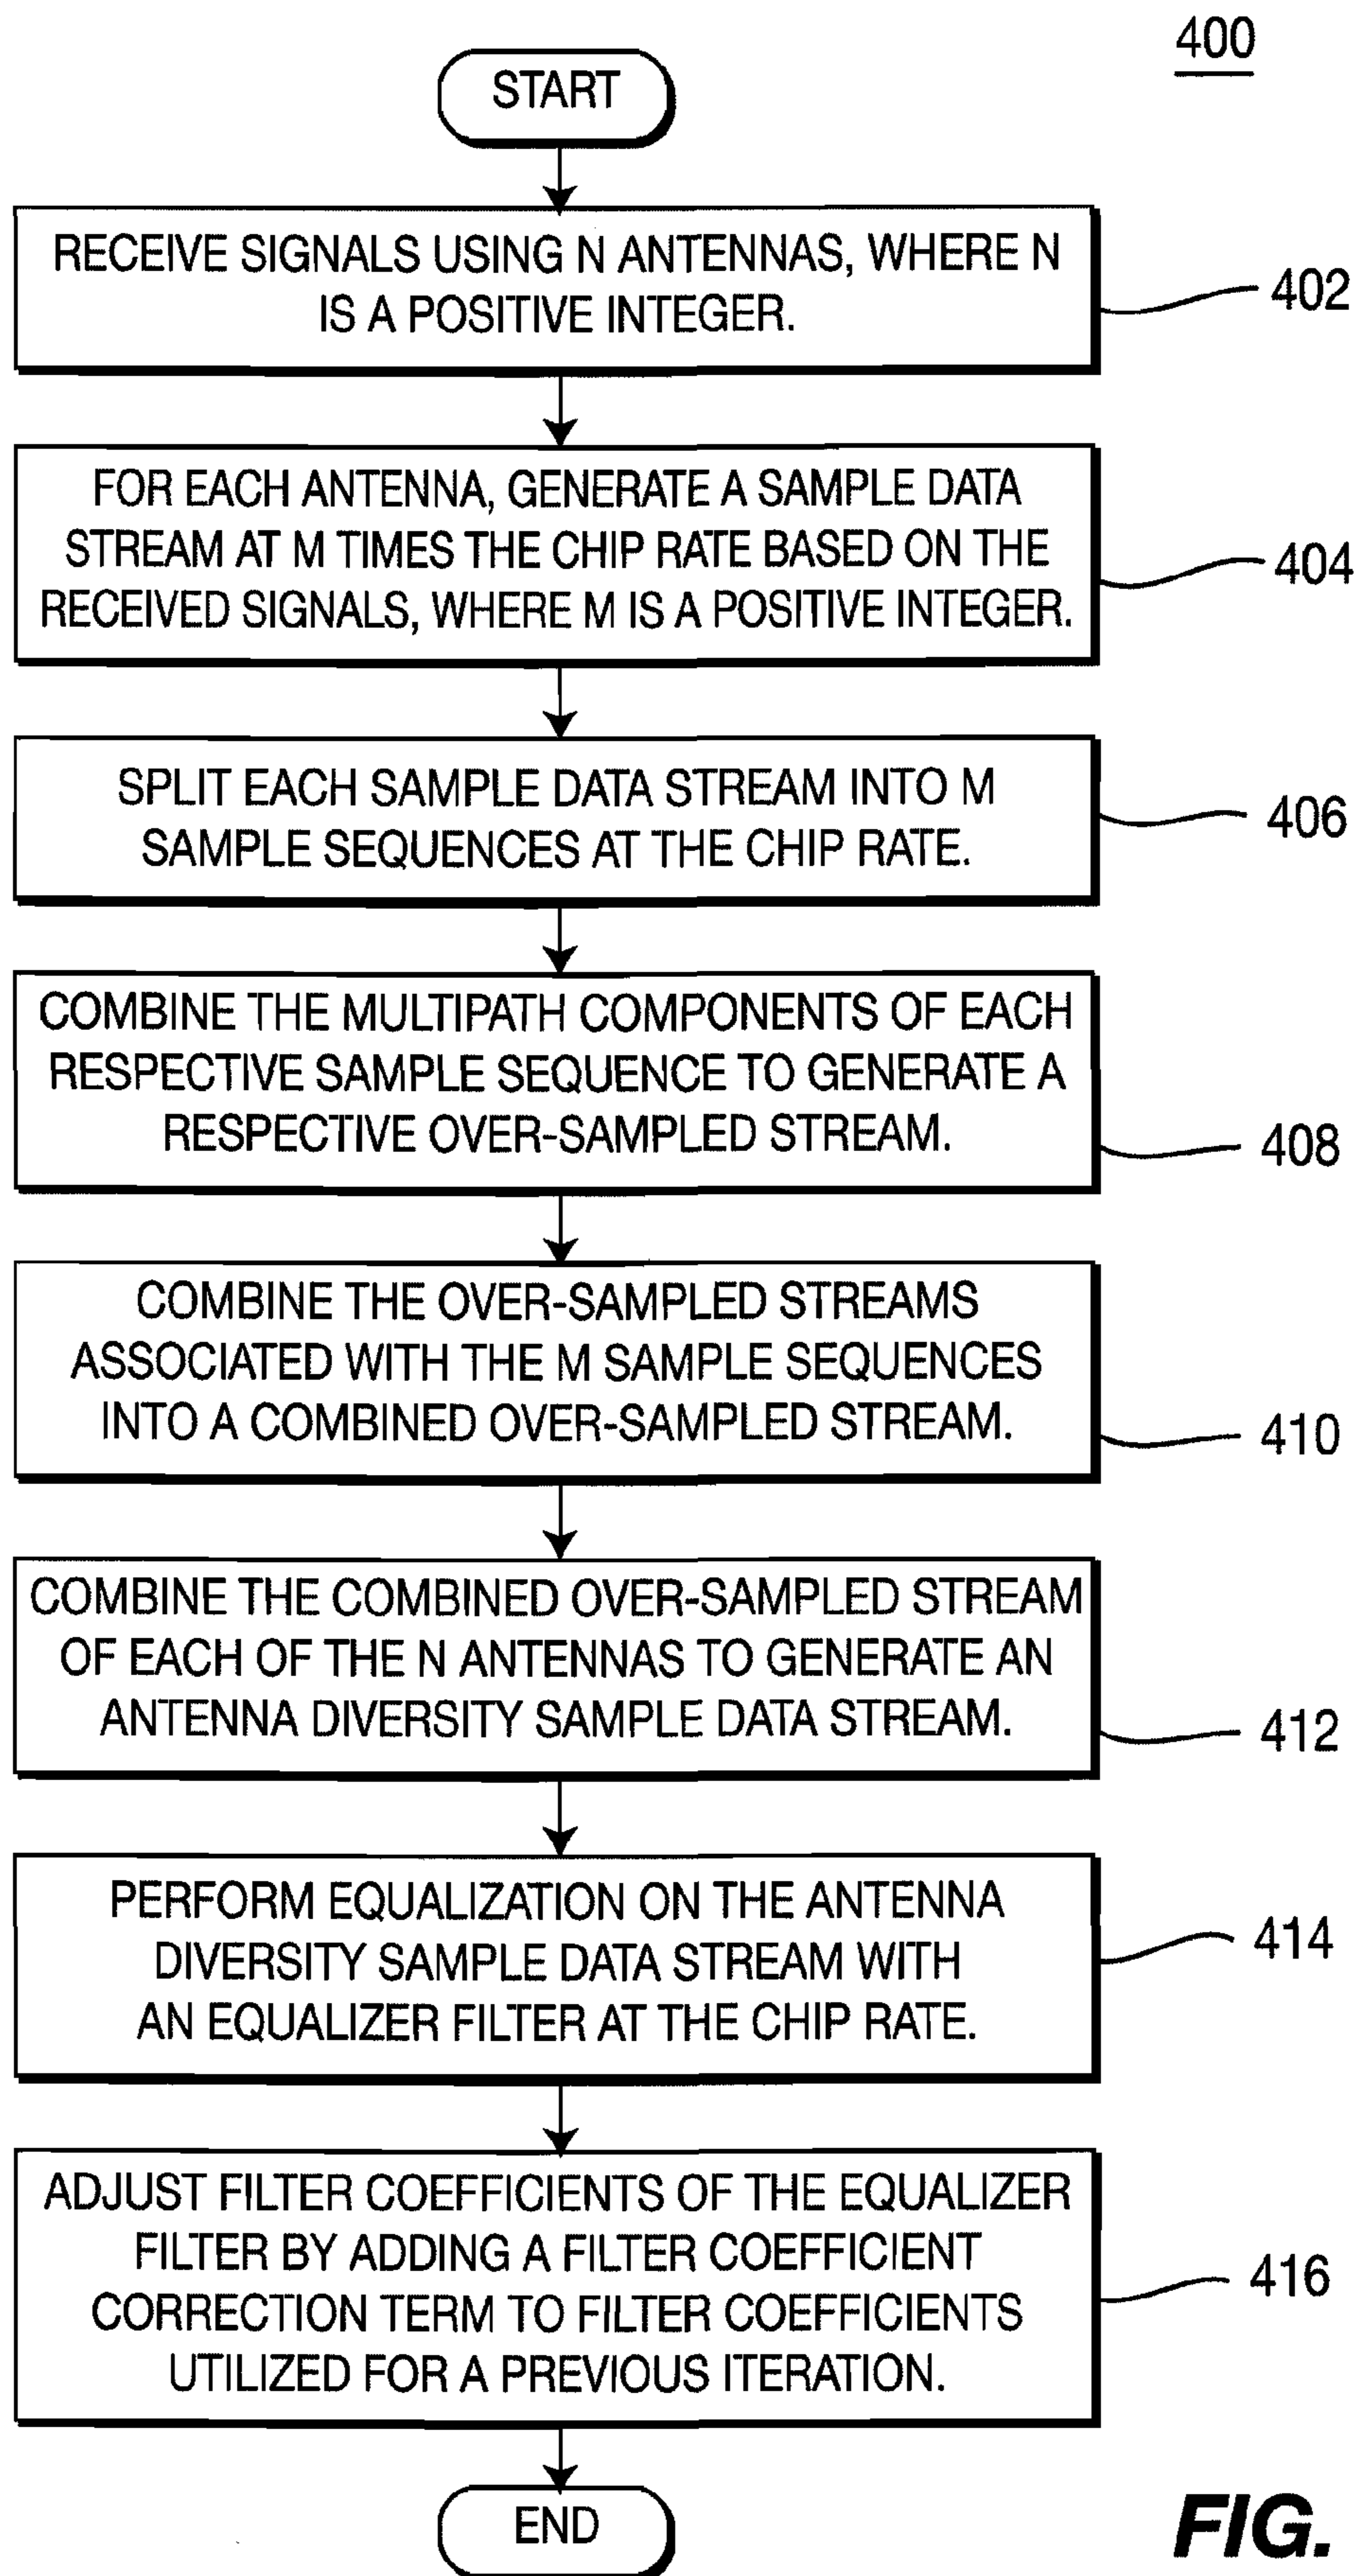 400
START
RECEIVE SIGNALS USING N ANTENNAS, WHERE N
IS A POSITIVE INTEGER.
402
FOR EACH ANTENNA, GENERATE A SAMPLE DATA
STREAM AT M TIMES THE CHIP RATE BASED ON THE
RECEIVED SIGNALS, WHERE M IS A POSITIVE INTEGER.
404
SPLIT EACH SAMPLE DATA STREAM INTO M
SAMPLE SEQUENCES AT THE CHIP RATE.
406
COMBINE THE MULTIPATH COMPONENTS OF EACH
RESPECTIVE SAMPLE SEQUENCE TO GENERATE A
RESPECTIVE OVER-SAMPLED STREAM.
408
COMBINE THE OVER-SAMPLED STREAMS
ASSOCIATED WITH THE M SAMPLE SEQUENCES
INTO A COMBINED OVER-SAMPLED STREAM.
410
COMBINE THE COMBINED OVER-SAMPLED STREAM
OF EACH OF THE N ANTENNAS TO GENERATE AN
ANTENNA DIVERSITY SAMPLE DATA STREAM.
412
PERFORM EQUALIZATION ON THE ANTENNA
DIVERSITY SAMPLE DATA STREAM WITH
AN EQUALIZER FILTER AT THE CHIP RATE.
414
ADJUST FILTER COEFFICIENTS OF THE EQUALIZER
FILTER BY ADDING A FILTER COEFFICIENT
CORRECTION TERM TO FILTER COEFFICIENTS
UTILIZED FOR A PREVIOUS ITERATION.
416
END
FIG.